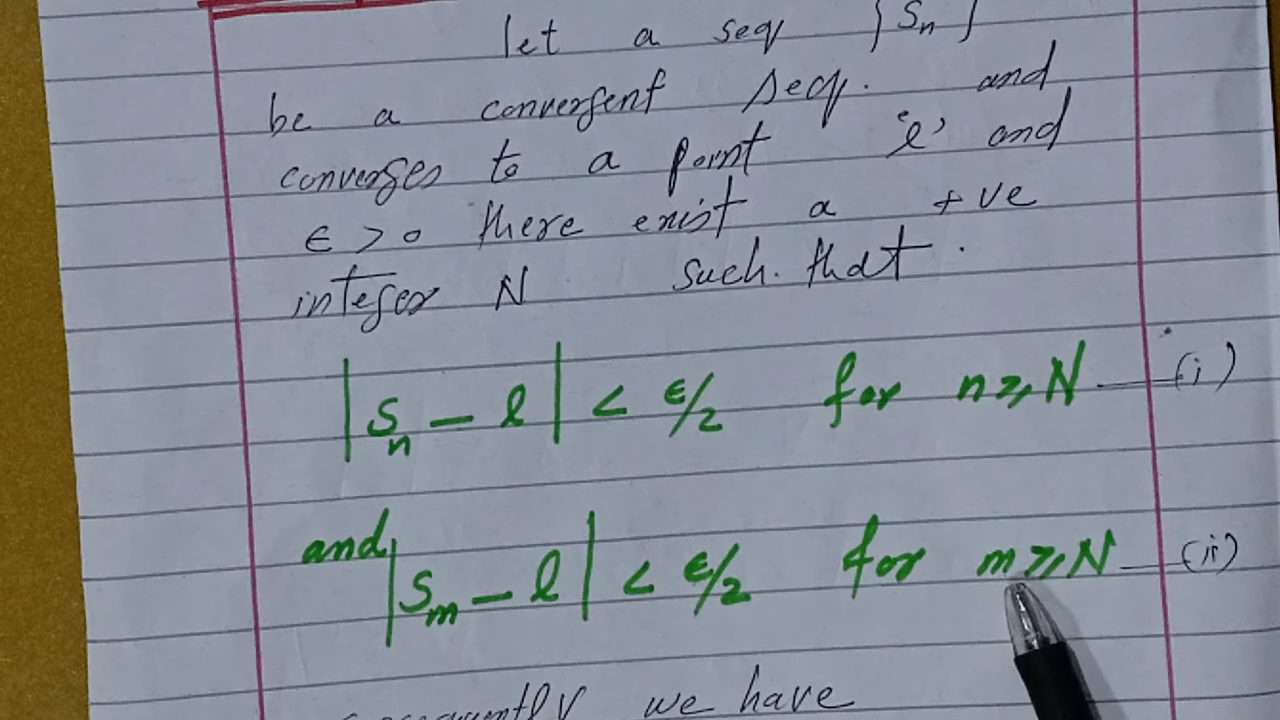 let a seq {Sn}
be a convergent seq. and
converges to a point 'l' and
ϵ > 0 there exist a +ve
integer N such that.
|Sn - l| < ϵ/2 for n ⩾ N — (i)
and |Sm - l| < ϵ/2 for m ⩾ N — (ii)
we have